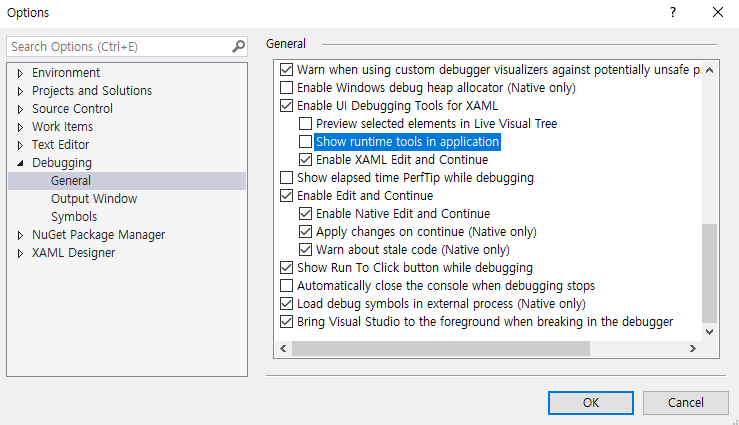 Options
Search Options (Ctrl+E)
Environment
Projects and Solutions
Source Control
Work Items
Text Editor
Debugging
General
Output Window
Symbols
NuGet Package Manager
XAML Designer
General
Warn when using custom debugger visualizers against potentially unsafe
Enable Windows debug heap allocator (Native only)
Enable UI Debugging Tools for XAML
Preview selected elements in Live Visual Tree
Show runtime tools in application
Enable XAML Edit and Continue
Show elapsed time PerfTip while debugging
Enable Edit and Continue
Enable Native Edit and Continue
Apply changes on continue (Native only)
Warn about stale code (Native only)
Show Run To Click button while debugging
Automatically close the console when debugging stops
Load debug symbols in external process (Native only)
Bring Visual Studio to the foreground when breaking in the debugger
OK
Cancel